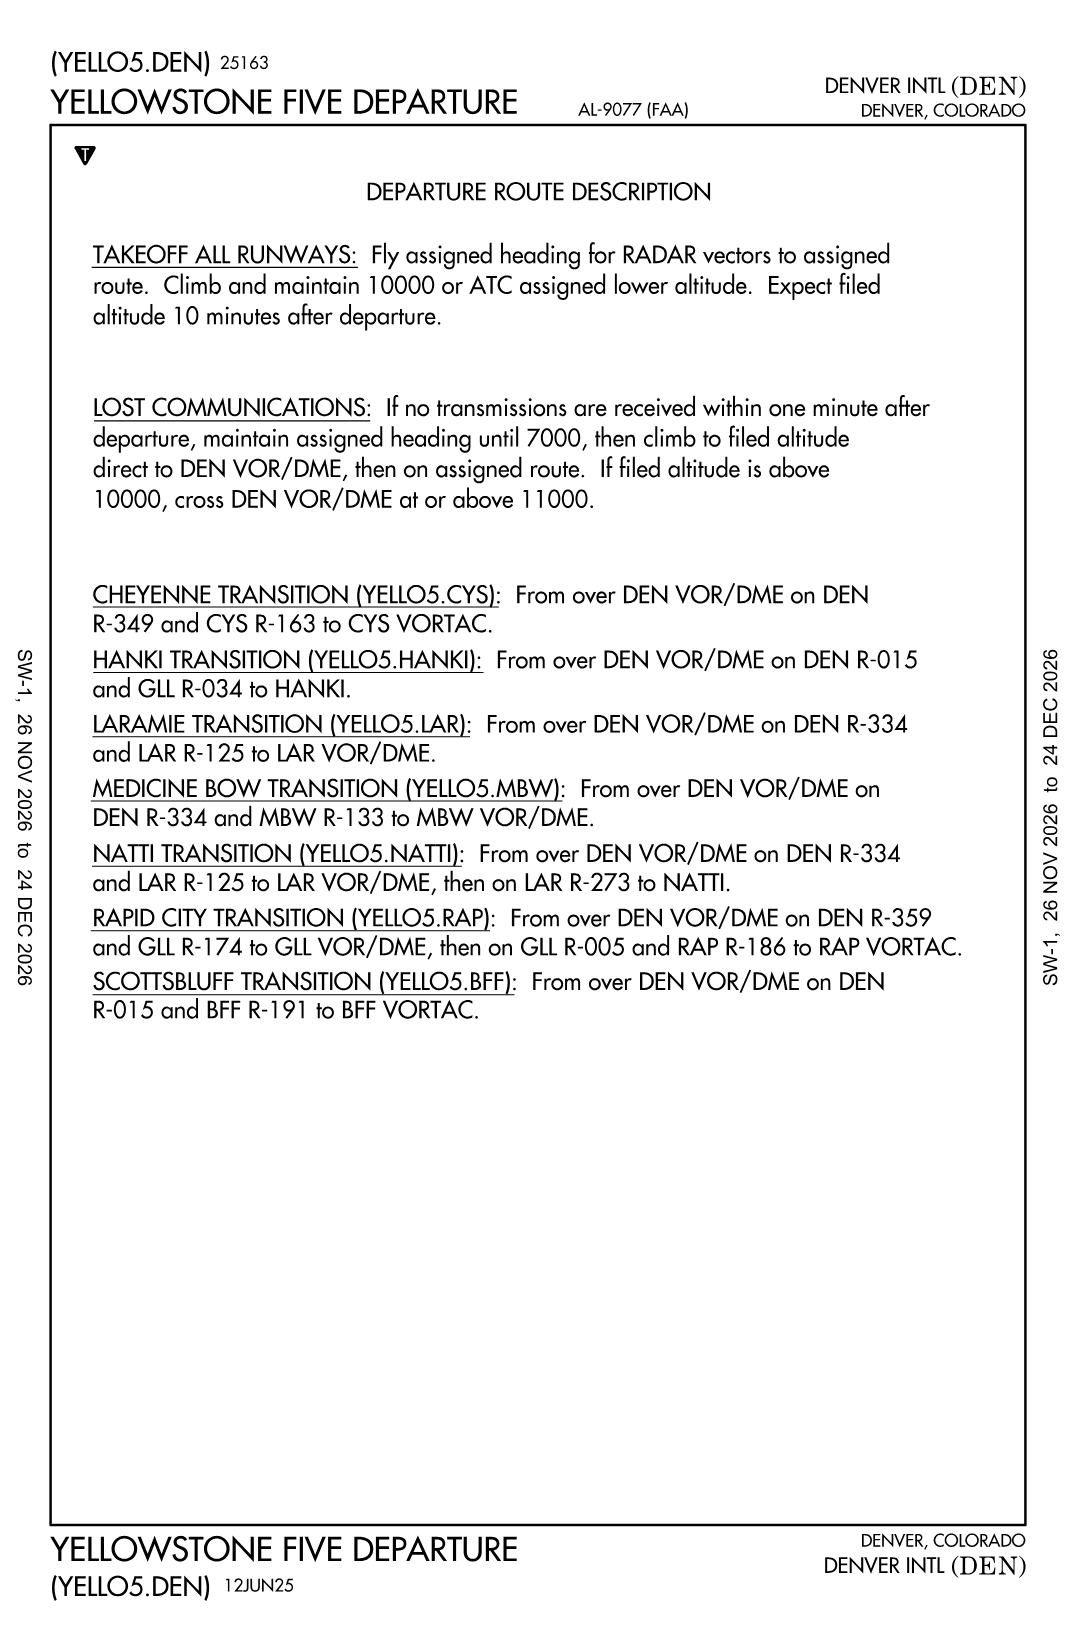 (YELLO5.DEN) 25163
YELLOWSTONE FIVE DEPARTURE
AL-9077 (FAA)
DENVER INTL (DEN)
DENVER, COLORADO
T
DEPARTURE ROUTE DESCRIPTION
TAKEOFF ALL RUNWAYS: Fly assigned heading for RADAR vectors to assigned
route. Climb and maintain 10000 or ATC assigned lower altitude. Expect filed
altitude 10 minutes after departure.
LOST COMMUNICATIONS: If no transmissions are received within one minute after
departure, maintain assigned heading until 7000, then climb to filed altitude
direct to DEN VOR/DME, then on assigned route. If filed altitude is above
10000, cross DEN VOR/DME at or above 11000.
CHEYENNE TRANSITION (YELLO5.CYS): From over DEN VOR/DME on DEN
R-349 and CYS R-163 to CYS VORTAC.
HANKI TRANSITION (YELLO5.HANKI): From over DEN VOR/DME on DEN R-015
and GLL R-034 to HANKI.
LARAMIE TRANSITION (YELLO5.LAR): From over DEN VOR/DME on DEN R-334
and LAR R-125 to LAR VOR/DME.
MEDICINE BOW TRANSITION (YELLO5.MBW): From over DEN VOR/DME on
DEN R-334 and MBW R-133 to MBW VOR/DME.
NATTI TRANSITION (YELLO5.NATTI): From over DEN VOR/DME on DEN R-334
and LAR R-125 to LAR VOR/DME, then on LAR R-273 to NATTI.
RAPID CITY TRANSITION (YELLO5.RAP): From over DEN VOR/DME on DEN R-359
and GLL R-174 to GLL VOR/DME, then on GLL R-005 and RAP R-186 to RAP VORTAC.
SCOTTSBLUFF TRANSITION (YELLO5.BFF): From over DEN VOR/DME on DEN
R-015 and BFF R-191 to BFF VORTAC.
SW-1, 26 NOV 2026 to 24 DEC 2026
SW-1, 26 NOV 2026 to 24 DEC 2026
YELLOWSTONE FIVE DEPARTURE
(YELLO5.DEN) 12JUN25
DENVER, COLORADO
DENVER INTL (DEN)